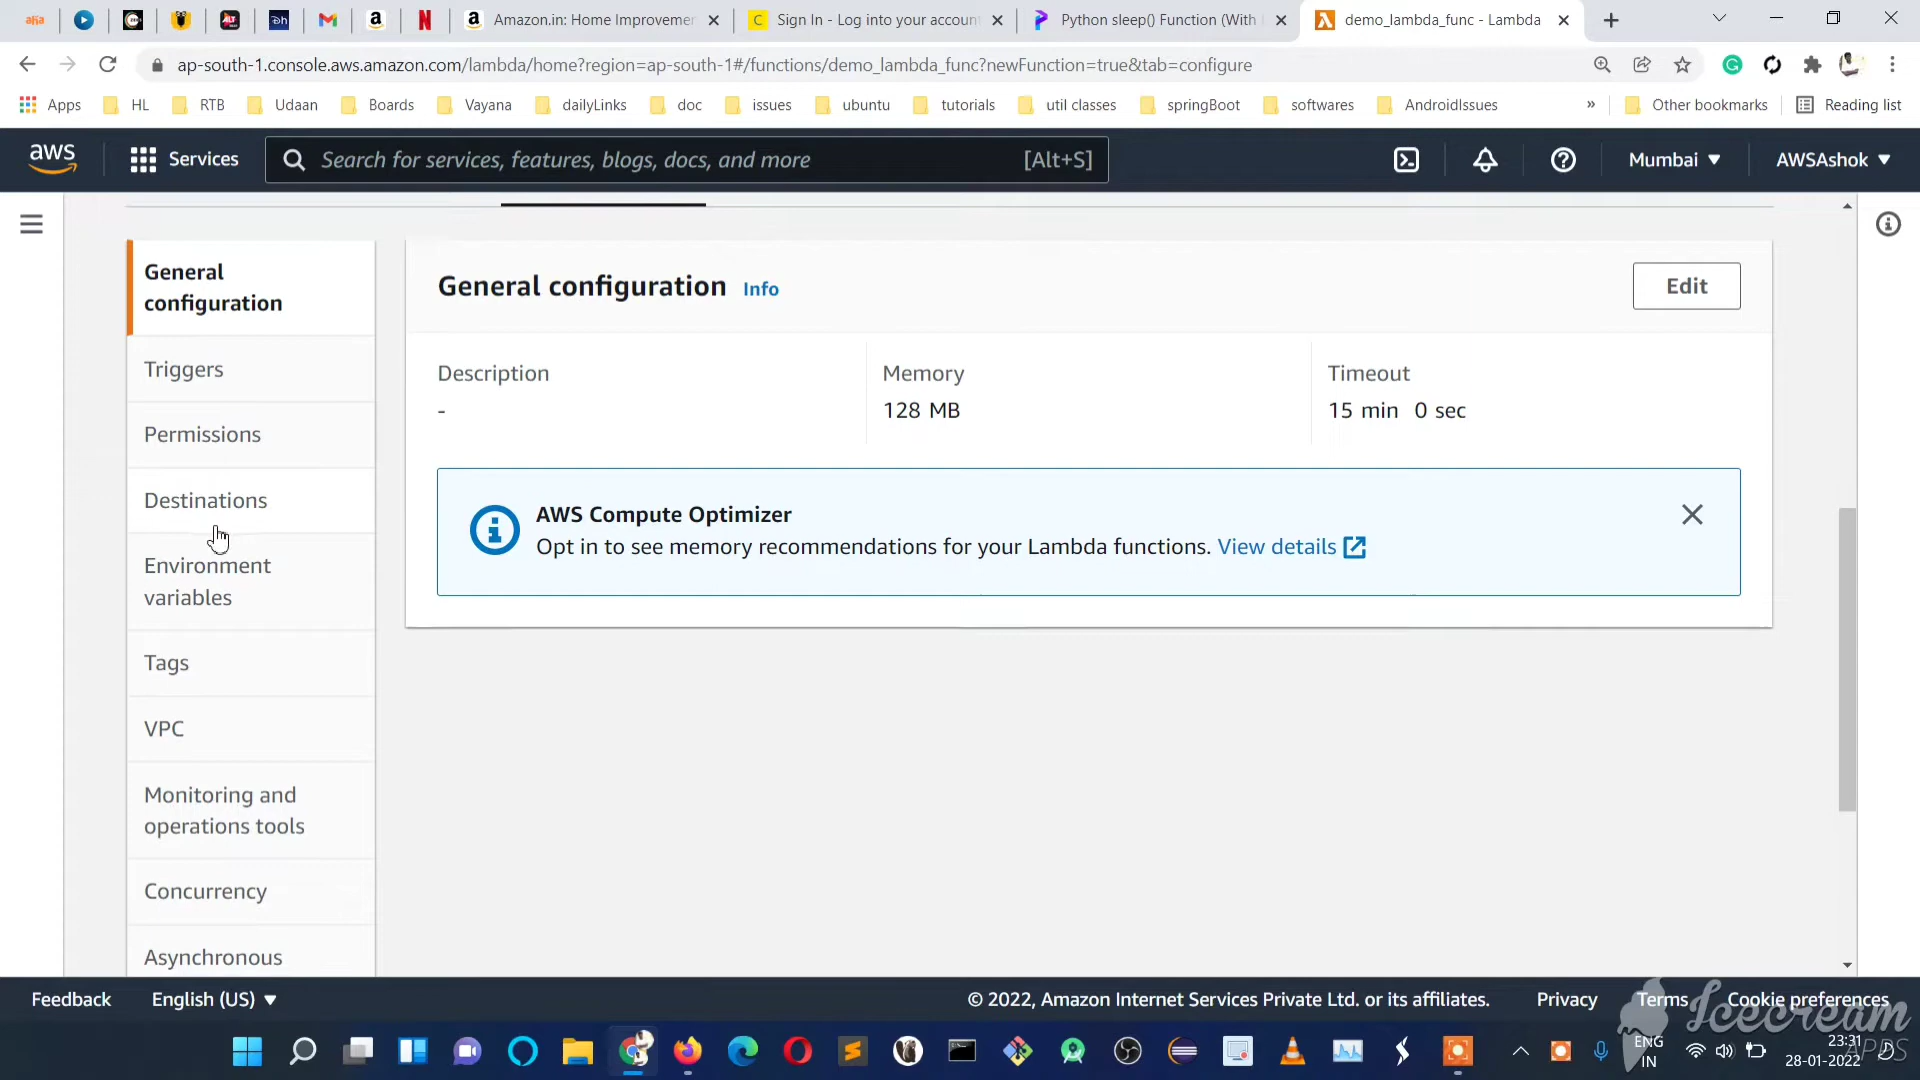 aha
Amazon.in: Home Improvemen
Sign In - Log into your accoun
Python sleep() Function (With
demo_lambda_func - Lambda
ap-south-1.console.aws.amazon.com/lambda/home?region=ap-south-1#/functions/demo_lambda_func?newFunction=true&tab=configure
Apps HL RTB Udaan Boards Vayana dailyLinks doc issues ubuntu tutorials util classes springBoot softwares AndroidIssues » Other bookmarks Reading list
aws Services Search for services, features, blogs, docs, and more [Alt+S] Mumbai AWSAshok
General
configuration
Triggers
Permissions
Destinations
Environment
variables
Tags
VPC
Monitoring and
operations tools
Concurrency
Asynchronous
General configuration Info Edit
Description Memory Timeout
- 128 MB 15 min 0 sec
AWS Compute Optimizer
Opt in to see memory recommendations for your Lambda functions. View details
Feedback English (US) © 2022, Amazon Internet Services Private Ltd. or its affiliates. Privacy Terms Cookie preferences
Icecream
APPS
ENG
IN
23:31
28-01-2022